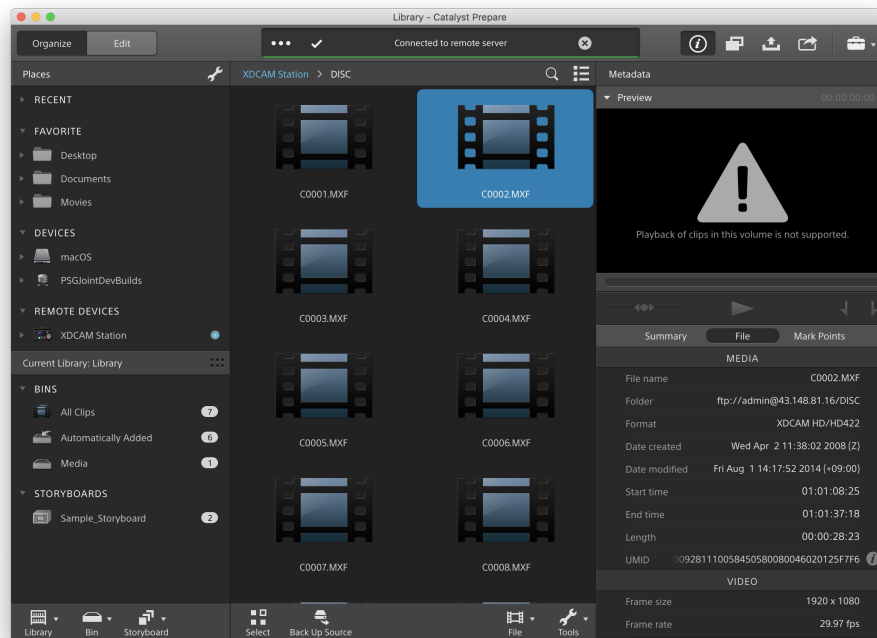 Library - Catalyst Prepare
Organize
Edit
Connected to remote server
Places
XDCAM Station > DISC
Metadata
RECENT
FAVORITE
Desktop
Documents
Movies
DEVICES
macOS
PSGJointDevBuilds
REMOTE DEVICES
XDCAM Station
Current Library: Library
BINS
All Clips 7
Automatically Added 6
Media 1
STORYBOARDS
Sample_Storyboard 2
Library
Bin
Storyboard
C0001.MXF
C0002.MXF
C0003.MXF
C0004.MXF
C0005.MXF
C0006.MXF
C0007.MXF
C0008.MXF
Select
Back Up Source
File
Tools
Preview 00:00:00:00
Playback of clips in this volume is not supported.
Summary
File
Mark Points
MEDIA
File name C0002.MXF
Folder ftp://admin@43.148.81.16/DISC
Format XDCAM HD/HD422
Date created Wed Apr 2 11:38:02 2008 (Z)
Date modified Fri Aug 1 14:17:52 2014 (+09:00)
Start time 01:01:08:25
End time 01:01:37:18
Length 00:00:28:23
UMID 009281110058450580080046020125F7F6
VIDEO
Frame size 1920 x 1080
Frame rate 29.97 fps